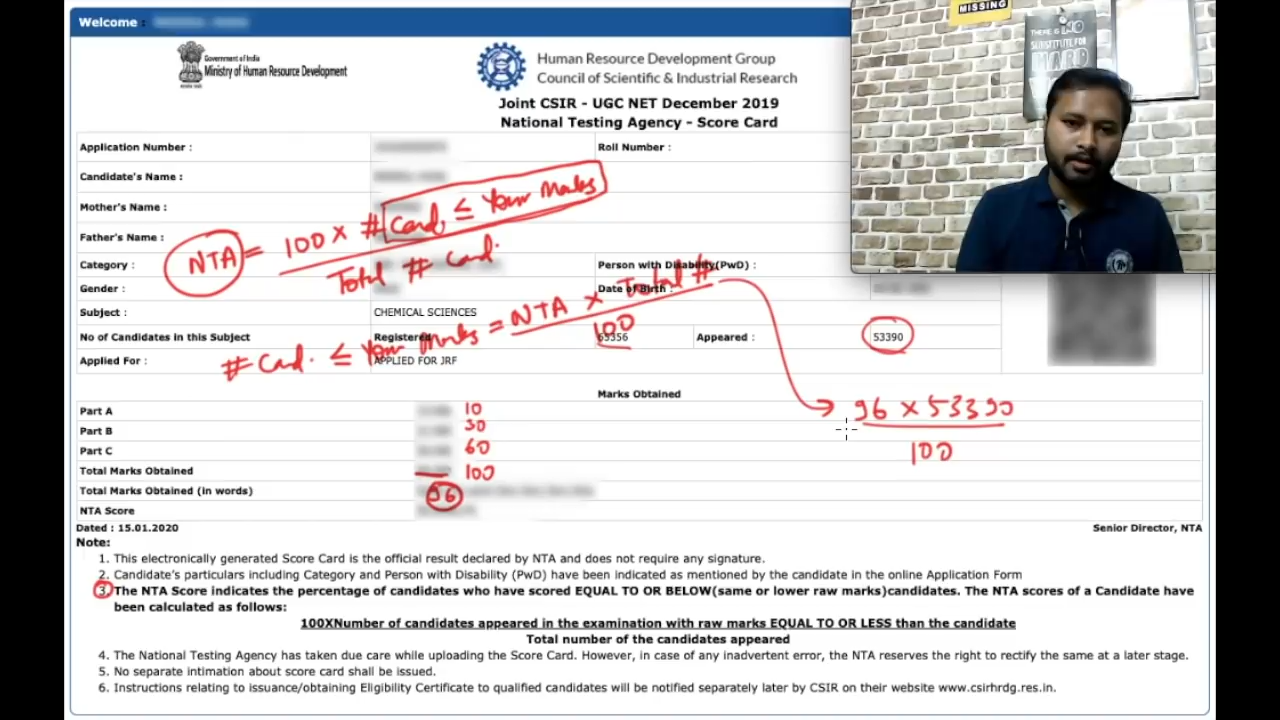 Welcome :
MISSING
THERE IS NO
SUBSTITUTE FOR
HARD
Government of India
Ministry of Human Resource Development
Human Resource Development Group
Council of Scientific & Industrial Research
Joint CSIR - UGC NET December 2019
National Testing Agency - Score Card
Application Number :
Roll Number :
Candidate's Name :
Mother's Name :
Father's Name :
NTA = 100 × # Cand. ≤ Your Marks
Total # Cand.
Category :
Person with Disability(PwD) :
Gender :
Date of Birth :
Subject : CHEMICAL SCIENCES
No of Candidates in this Subject Registered 65356 Appeared : 53390
# Cand. ≤ Your Marks = NTA × Total #
100
Applied For : APPLIED FOR JRF
Marks Obtained
Part A 10
Part B 30
Part C 60
Total Marks Obtained 100
Total Marks Obtained (in words)
96
NTA Score
96 × 53390
100
Dated : 15.01.2020
Senior Director, NTA
Note:
1. This electronically generated Score Card is the official result declared by NTA and does not require any signature.
2. Candidate's particulars including Category and Person with Disability (PwD) have been indicated as mentioned by the candidate in the online Application Form
3. The NTA Score indicates the percentage of candidates who have scored EQUAL TO OR BELOW(same or lower raw marks)candidates. The NTA scores of a Candidate have
been calculated as follows:
100XNumber of candidates appeared in the examination with raw marks EQUAL TO OR LESS than the candidate
Total number of the candidates appeared
4. The National Testing Agency has taken due care while uploading the Score Card. However, in case of any inadvertent error, the NTA reserves the right to rectify the same at a later stage.
5. No separate intimation about score card shall be issued.
6. Instructions relating to issuance/obtaining Eligibility Certificate to qualified candidates will be notified separately later by CSIR on their website www.csirhrdg.res.in.